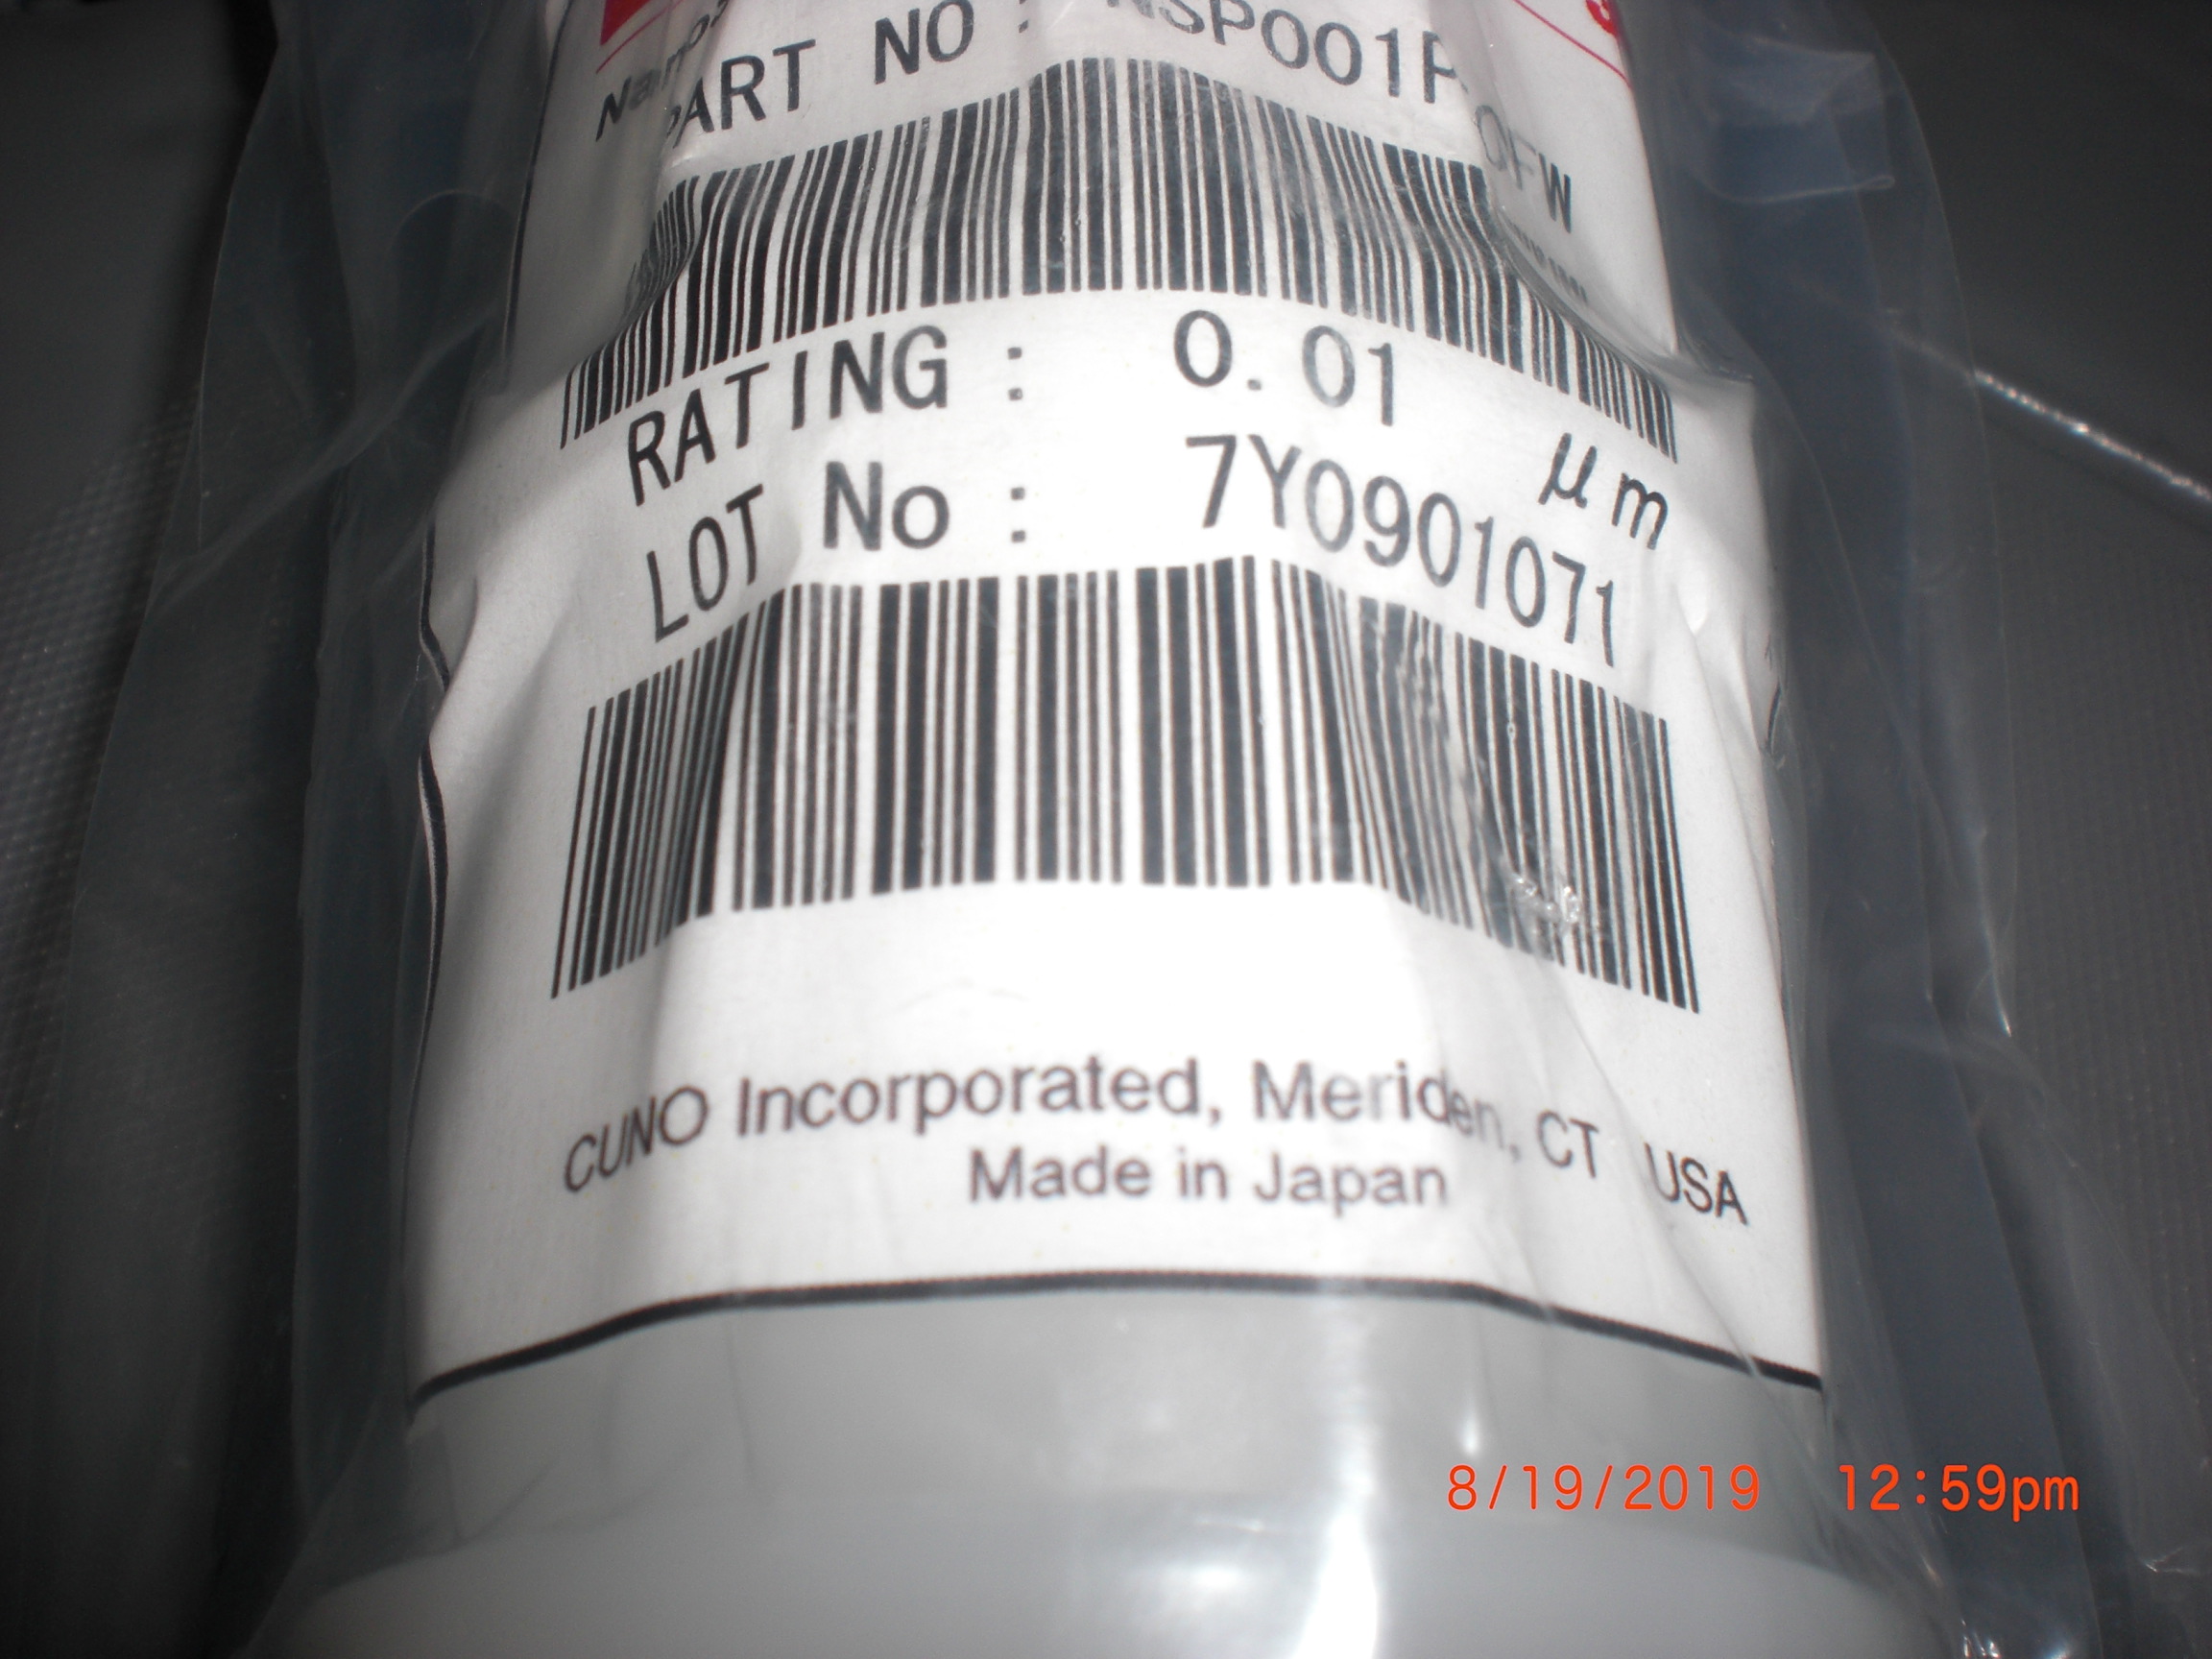 PART NO :
RATING : 0.01 μm
LOT No : 7Y0901071
CUNO Incorporated, Meriden, CT USA
Made in Japan
8/19/2019 12:59pm